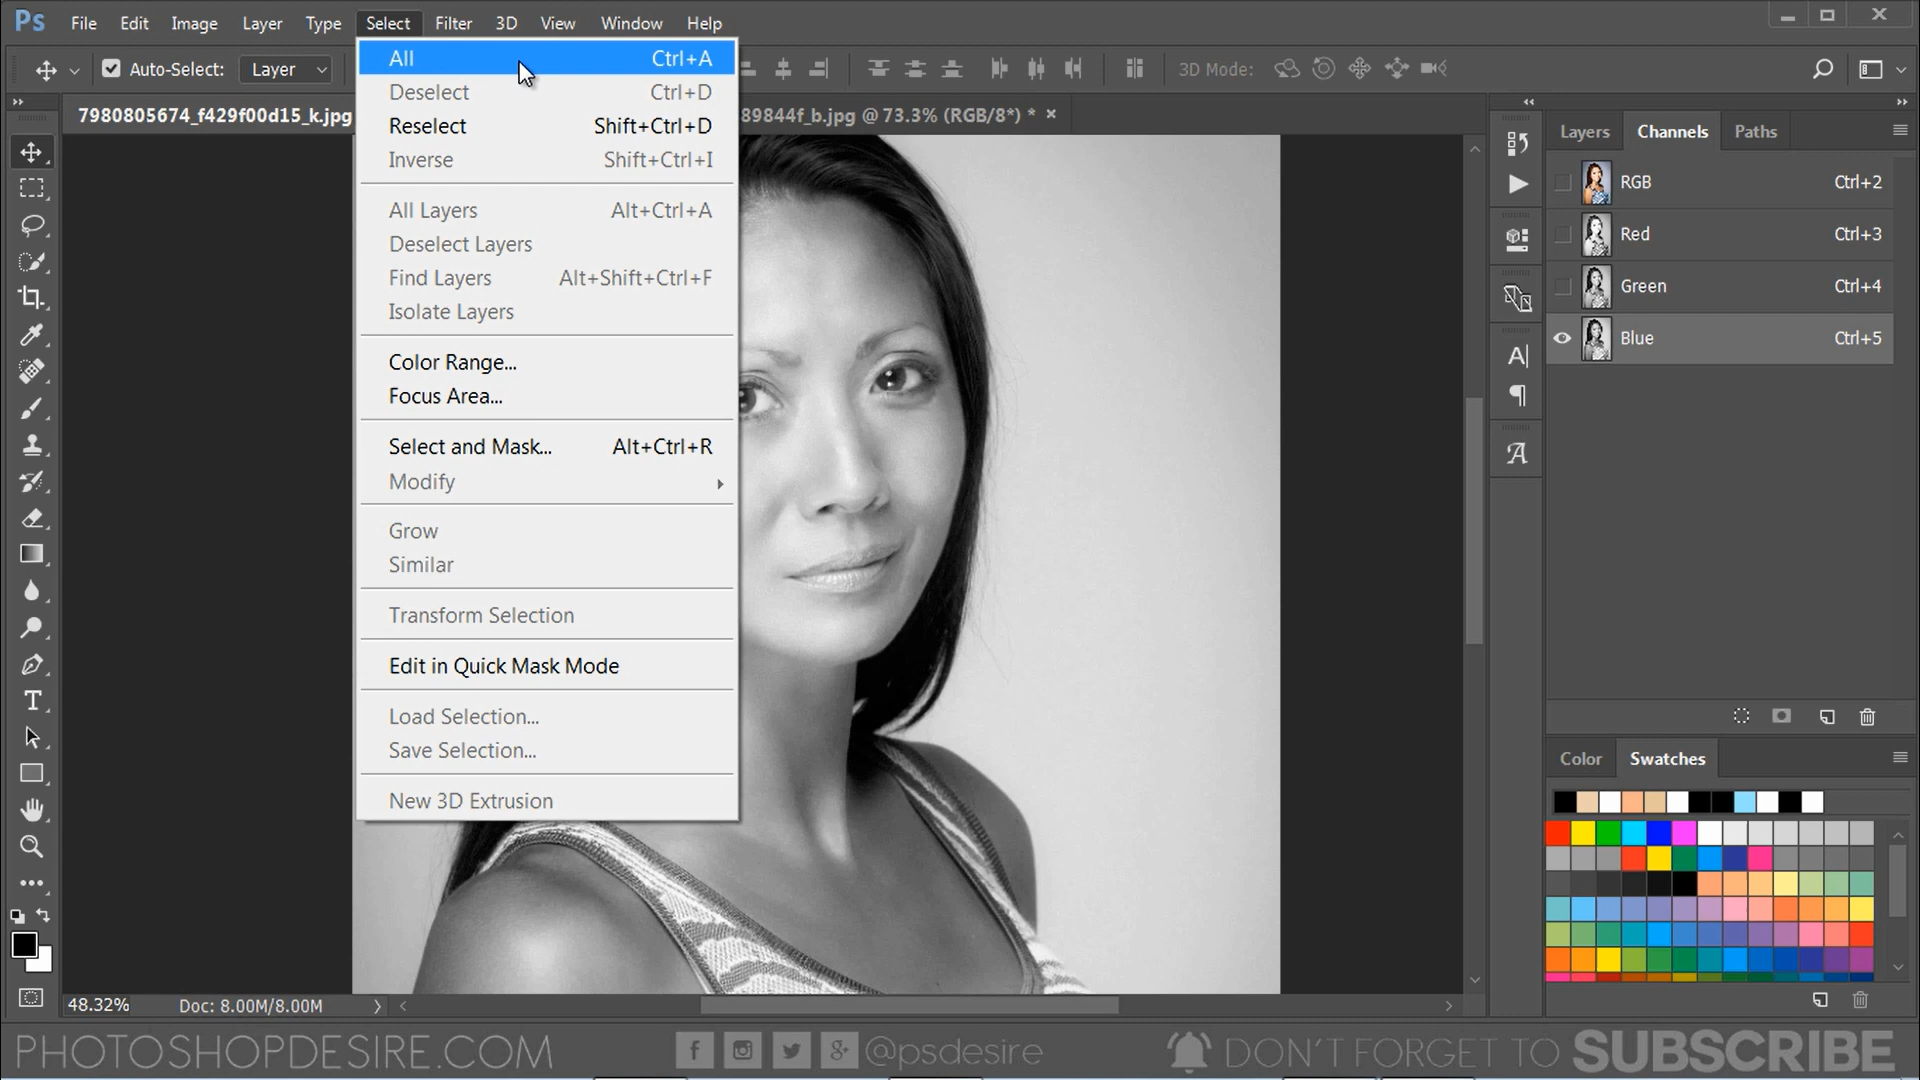 Ps File Edit Image Layer Type Select Filter 3D View Window Help
Auto-Select: Layer 3D Mode:
7980805674_f429f00d15_k.jpg 89844f_b.jpg @ 73.3% (RGB/8*) * ×
All Ctrl+A
Deselect Ctrl+D
Reselect Shift+Ctrl+D
Inverse Shift+Ctrl+I
All Layers Alt+Ctrl+A
Deselect Layers
Find Layers Alt+Shift+Ctrl+F
Isolate Layers
Color Range...
Focus Area...
Select and Mask... Alt+Ctrl+R
Modify
Grow
Similar
Transform Selection
Edit in Quick Mask Mode
Load Selection...
Save Selection...
New 3D Extrusion
Layers Channels Paths
RGB Ctrl+2
Red Ctrl+3
Green Ctrl+4
Blue Ctrl+5
Color Swatches
48.32% Doc: 8.00M/8.00M
PHOTOSHOPDESIRE.COM @psdesire DON'T FORGET TO SUBSCRIBE